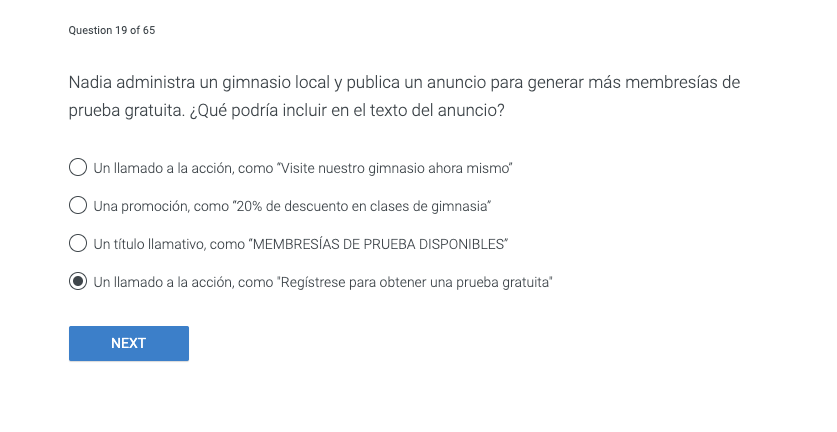 Question 19 of 65
Nadia administra un gimnasio local y publica un anuncio para generar más membresías de
prueba gratuita. ¿Qué podría incluir en el texto del anuncio?
Un llamado a la acción, como “Visite nuestro gimnasio ahora mismo”
Una promoción, como “20% de descuento en clases de gimnasia”
Un título llamativo, como “MEMBRESÍAS DE PRUEBA DISPONIBLES”
Un llamado a la acción, como "Regístrese para obtener una prueba gratuita"
NEXT